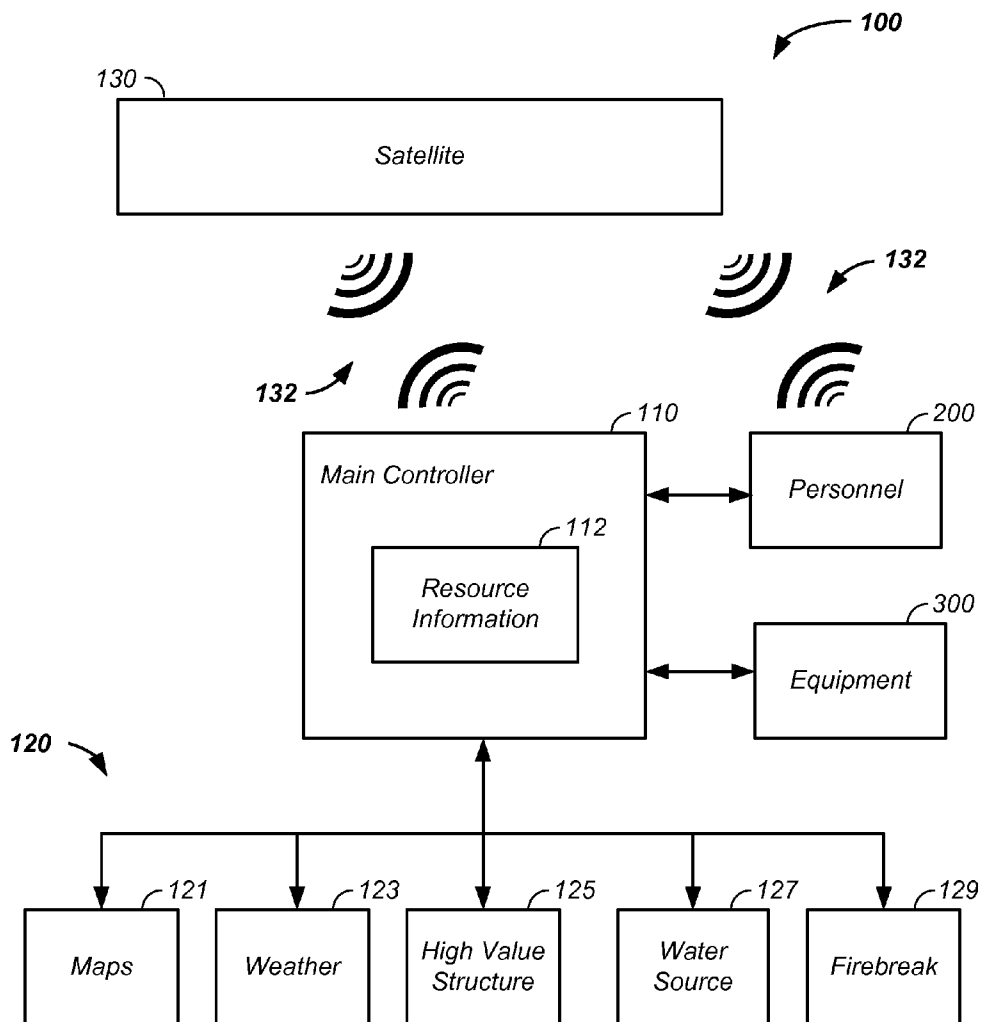 100
130
Satellite
132
132
110
200
Main Controller
Personnel
112
Resource
Information
300
Equipment
120
121
123
125
127
129
Maps
Weather
High Value
Structure
Water
Source
Firebreak